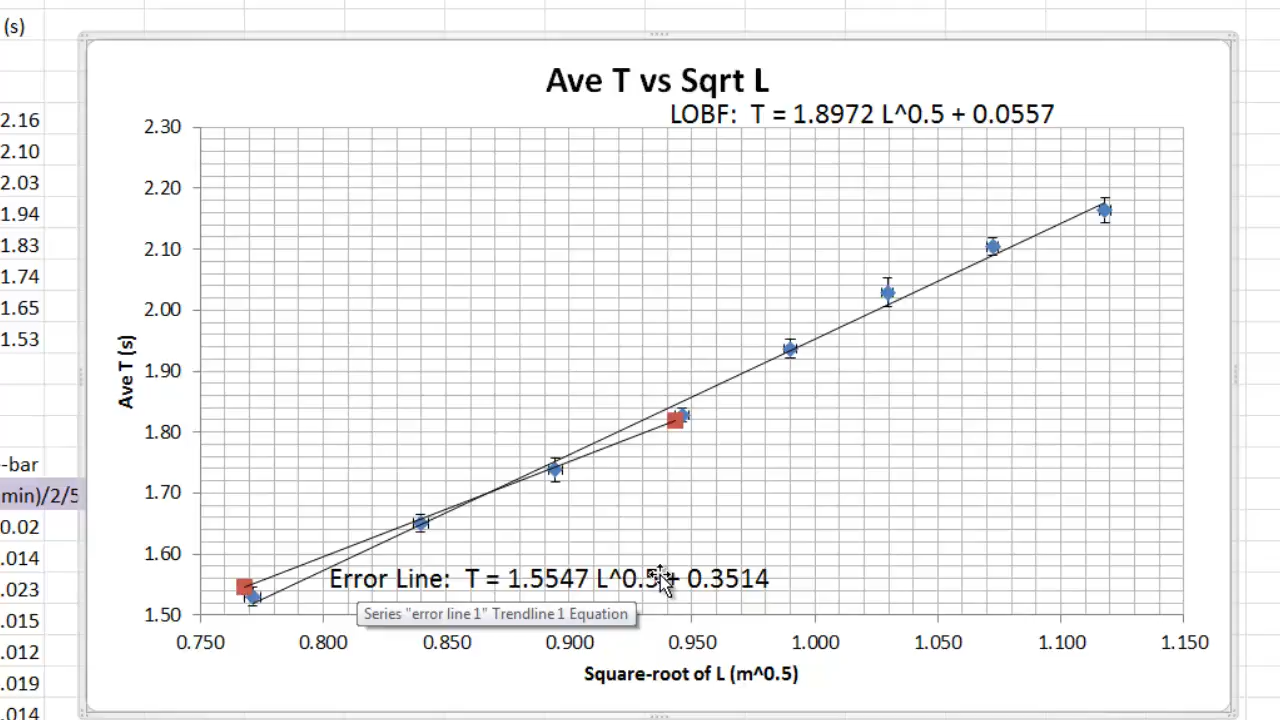 (s)
2.16
2.10
2.03
1.94
1.83
1.74
1.65
1.53
-bar
min)/2/5
0.02
.014
.023
.015
.012
.019
.014
Ave T vs Sqrt L
LOBF: T = 1.8972 L^0.5 + 0.0557
2.30
2.20
2.10
2.00
1.90
1.80
1.70
1.60
1.50
Ave T (s)
Error Line: T = 1.5547 L^0.5 + 0.3514
Series "error line 1" Trendline 1 Equation
0.750 0.800 0.850 0.900 0.950 1.000 1.050 1.100 1.150
Square-root of L (m^0.5)